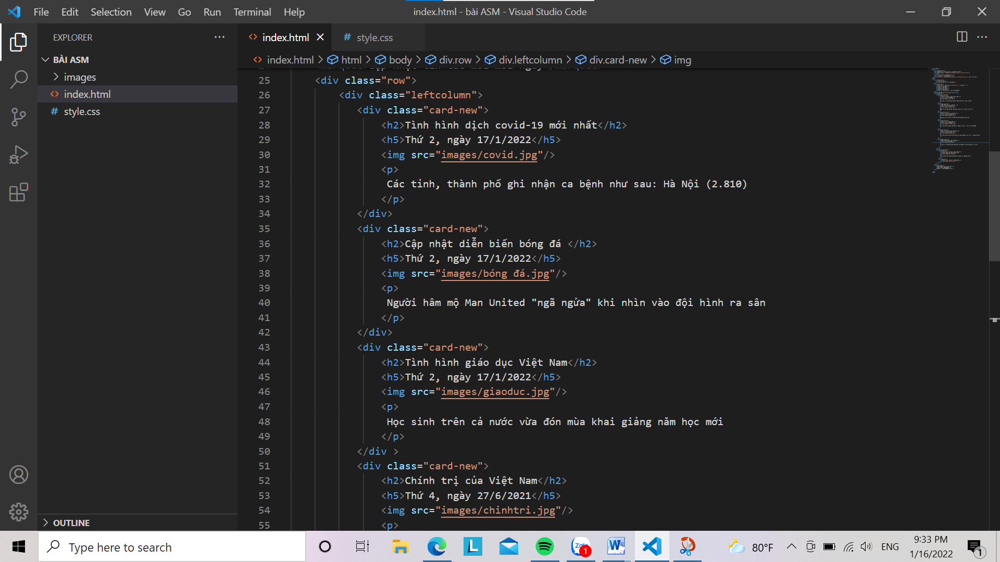 File Edit Selection View Go Run Terminal Help
index.html - bài ASM - Visual Studio Code
EXPLORER
BÀI ASM
images
index.html
style.css
OUTLINE
index.html
style.css
index.html > html > body > div.row > div.leftcolumn > div.card-new > img
25 <div class="row">
26 <div class="leftcolumn">
27 <div class="card-new">
28 <h2>Tình hình dịch covid-19 mới nhất</h2>
29 <h5>Thứ 2, ngày 17/1/2022</h5>
30 <img src="images/covid.jpg"/>
31 <p>
32 Các tỉnh, thành phố ghi nhận ca bệnh như sau: Hà Nội (2.810)
33 </p>
34 </div>
35 <div class="card-new">
36 <h2>Cập nhật diễn biến bóng đá </h2>
37 <h5>Thứ 2, ngày 17/1/2022</h5>
38 <img src="images/bóng đá.jpg"/>
39 <p>
40 Người hâm mộ Man United "ngã ngửa" khi nhìn vào đội hình ra sân
41 </p>
42 </div>
43 <div class="card-new">
44 <h2>Tình hình giáo dục Việt Nam</h2>
45 <h5>Thứ 2, ngày 17/1/2022</h5>
46 <img src="images/giaoduc.jpg"/>
47 <p>
48 Học sinh trên cả nước vừa đón mùa khai giảng năm học mới
49 </p>
50 </div >
51 <div class="card-new">
52 <h2>Chính trị của Việt Nam</h2>
53 <h5>Thứ 4, ngày 27/6/2021</h5>
54 <img src="images/chinhtri.jpg"/>
55 <p>
Type here to search
L
Zalo
1
W
80°F
ENG
9:33 PM
1/16/2022
1